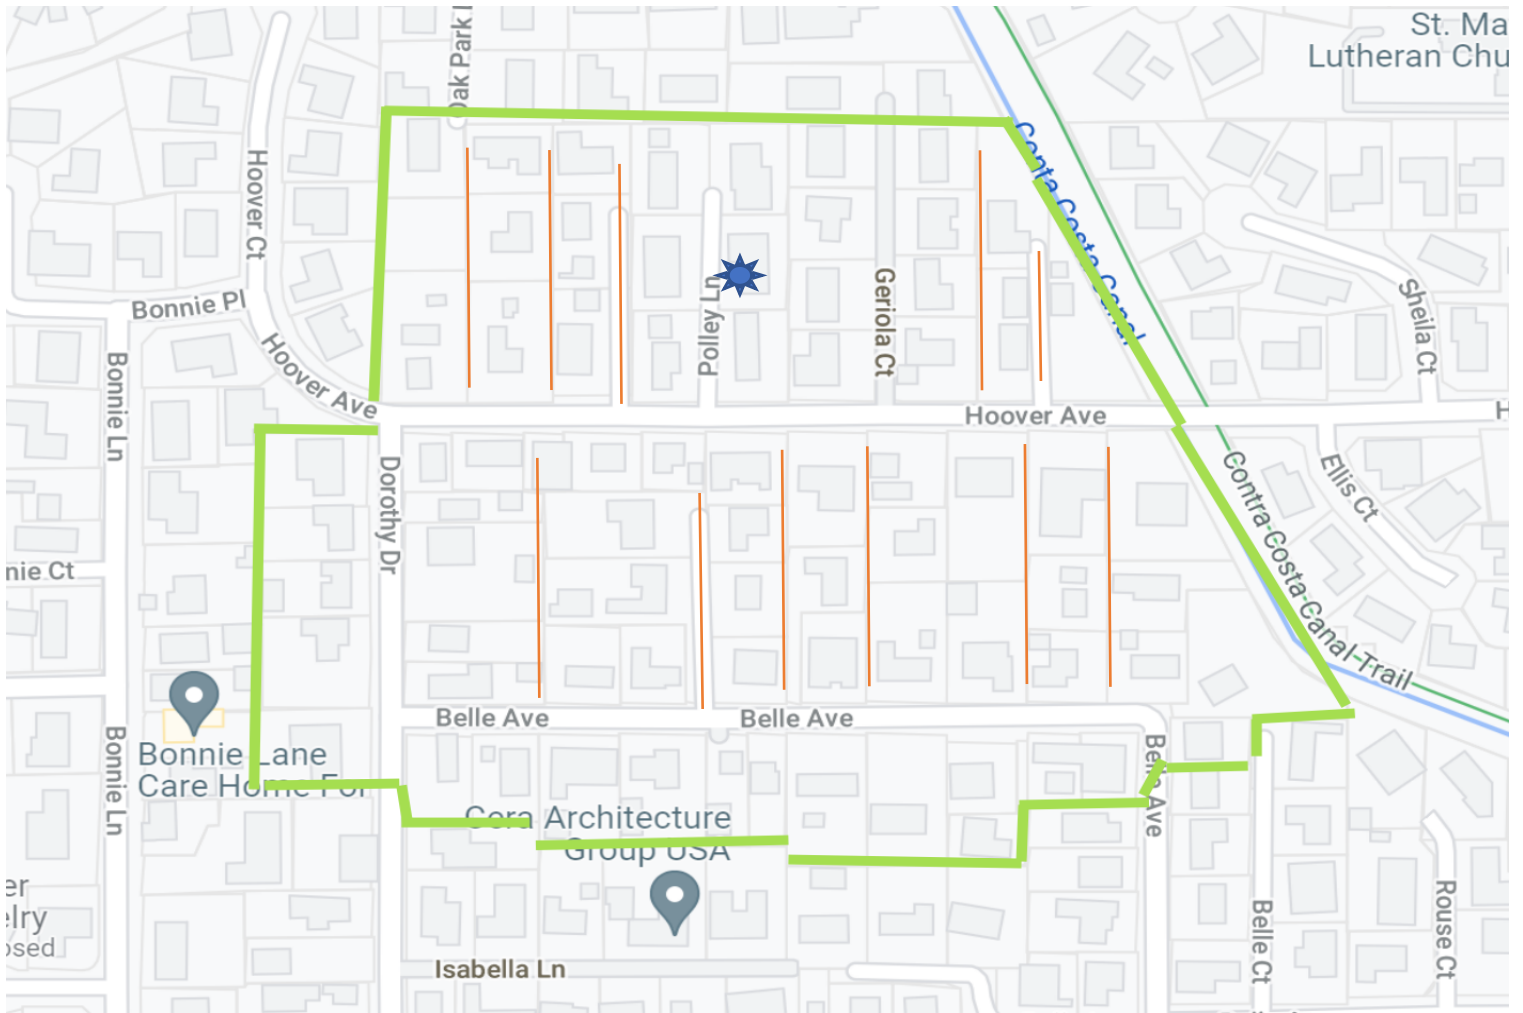 St. Ma
Lutheran Chu
Oak Park
Hoover Ct
Bonnie Pl
Hoover Ave
Bonnie Ln
Polley Ln
Geriola Ct
Conta Costa Canal
Sheila Ct
Hoover Ave
H
Dorothy Dr
nie Ct
Contra Costa Canal Trail
Ellis Ct
Belle Ave
Belle Ave
Bonnie Lane
Care Home For
Bonnie Ln
Belle Ave
Cora Architecture
Group USA
er
elry
osed
Isabella Ln
Belle Ct
Rouse Ct